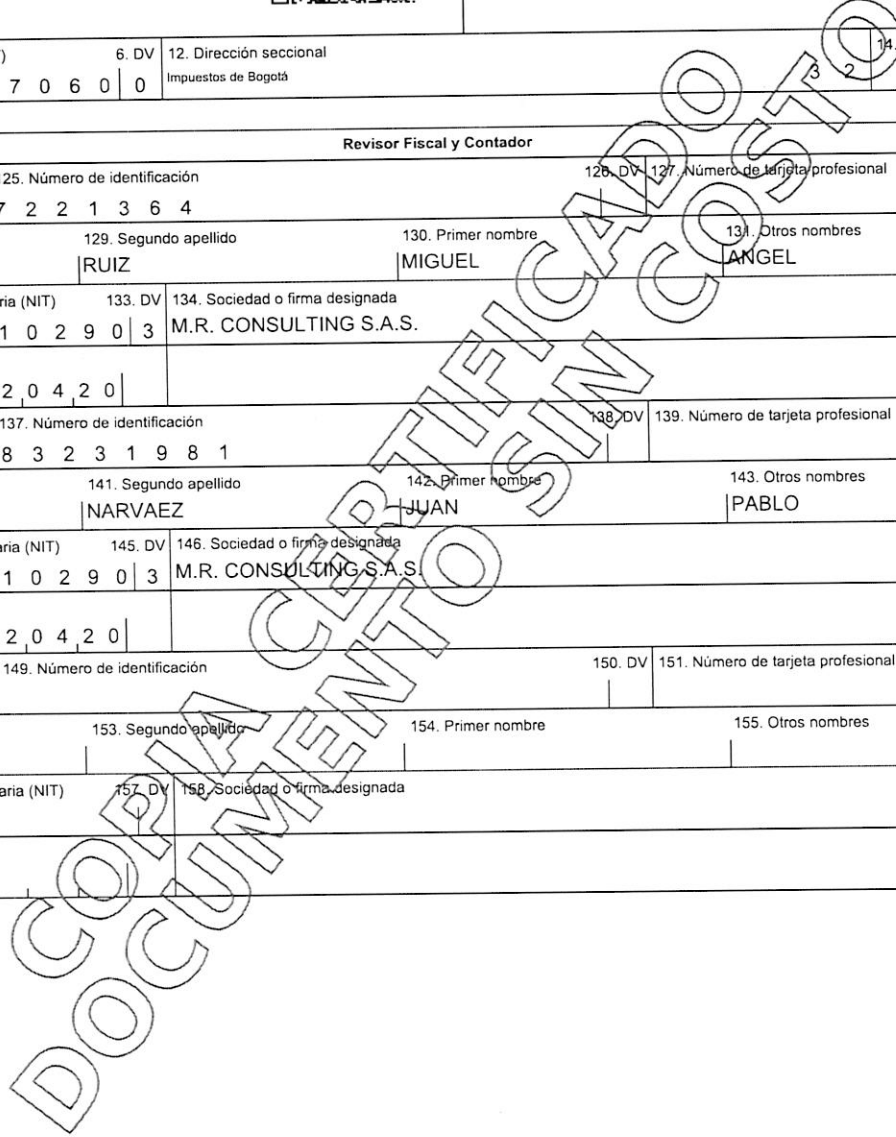 ) 6. DV 12. Dirección seccional 14.
7 0 6 0 0 Impuestos de Bogotá 3 2
Revisor Fiscal y Contador
125. Número de identificación 126. DV 127. Número de tarjeta profesional
7 2 2 1 3 6 4
129. Segundo apellido 130. Primer nombre 131. Otros nombres
RUIZ MIGUEL ANGEL
ria (NIT) 133. DV 134. Sociedad o firma designada
1 0 2 9 0 3 M.R. CONSULTING S.A.S.
2 0 4 2 0
137. Número de identificación 138. DV 139. Número de tarjeta profesional
8 3 2 3 1 9 8 1
141. Segundo apellido 142. Primer nombre 143. Otros nombres
NARVAEZ JUAN PABLO
aria (NIT) 145. DV 146. Sociedad o firma designada
1 0 2 9 0 3 M.R. CONSULTING S.A.S.
2 0 4 2 0
149. Número de identificación 150. DV 151. Número de tarjeta profesional
153. Segundo apellido 154. Primer nombre 155. Otros nombres
aria (NIT) 157. DV 158. Sociedad o firma designada
COPIA CERTIFICADO
DOCUMENTO SIN COSTO